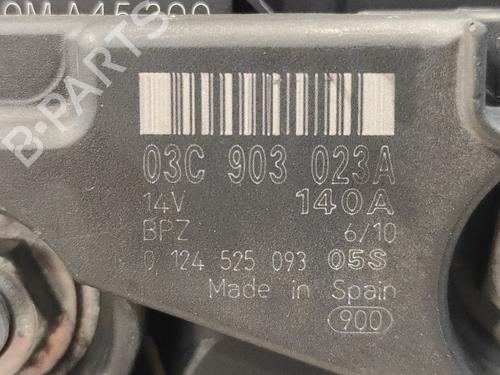 B-PARTS
03C 903 023A
14V 140A
BPZ 6/10
0 124 525 093 05S
Made in Spain
900